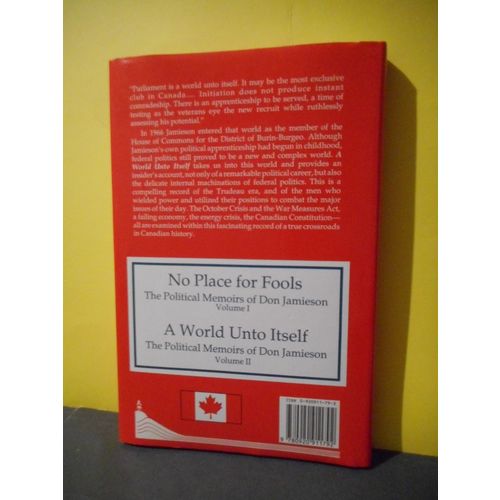 "Parliament is a world unto itself. It may be the most exclusive
club in Canada.... Initiation does not produce instant
comradeship. There is an apprenticeship to be served, a time of
testing as the veterans eye the new recruit while ruthlessly
assessing his potential."
In 1966 Jamieson entered that world as the member of the
House of Commons for the District of Burin-Burgeo. Although
Jamieson's own political apprenticeship had begun in childhood,
federal politics still proved to be a new and complex world. A
World Unto Itself takes us into this world and provides an
insider's account, not only of a remarkable political career, but also
the delicate internal machinations of federal politics. This is a
compelling record of the Trudeau era, and of the men who
wielded power and utilized their positions to combat the major
issues of their day. The October Crisis and the War Measures Act,
a failing economy, the energy crisis, the Canadian Constitution—
all are examined within this fascinating record of a true crossroads
in Canadian history.
No Place for Fools
The Political Memoirs of Don Jamieson
Volume I
A World Unto Itself
The Political Memoirs of Don Jamieson
Volume II
ISBN 0-920911-79-2
9 780920 911792